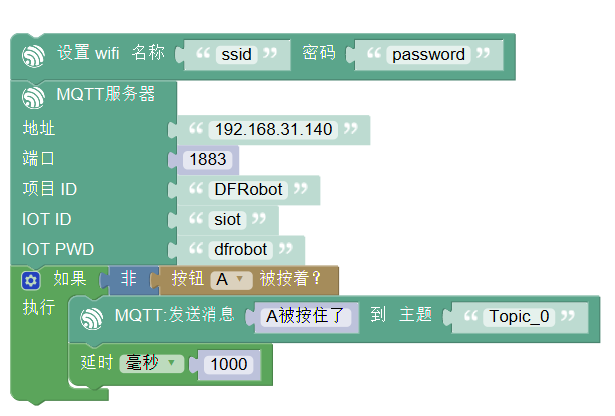 设置 wifi 名称 “ ssid ” 密码 “ password ”
MQTT服务器
地址 “ 192.168.31.140 ”
端口 1883
项目 ID “ DFRobot ”
IOT ID “ siot ”
IOT PWD “ dfrobot ”
如果 非 按钮 A 被按着？
执行 MQTT:发送消息 A被按住了 到 主题 “ Topic_0 ”
延时 毫秒 1000